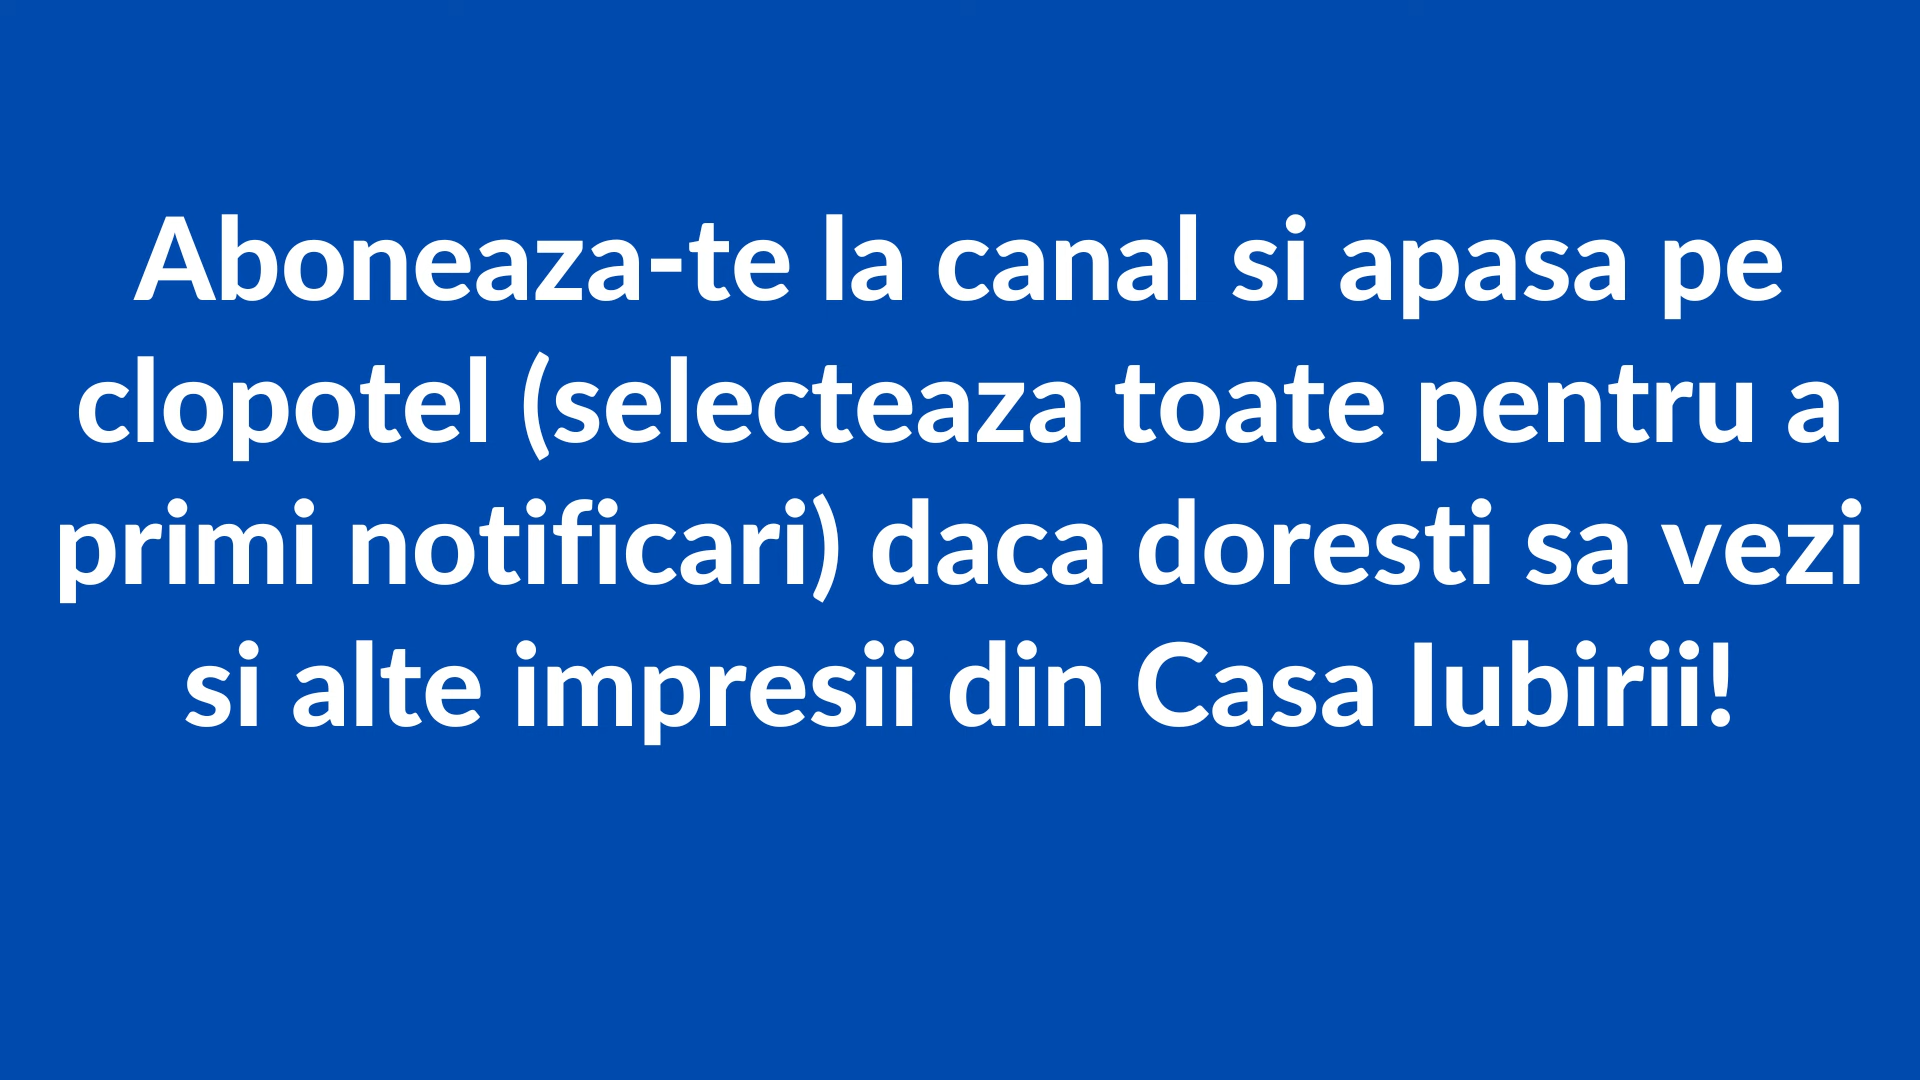 Aboneaza-te la canal si apasa pe
clopotel (selecteaza toate pentru a
primi notificari) daca doresti sa vezi
si alte impresii din Casa Iubirii!